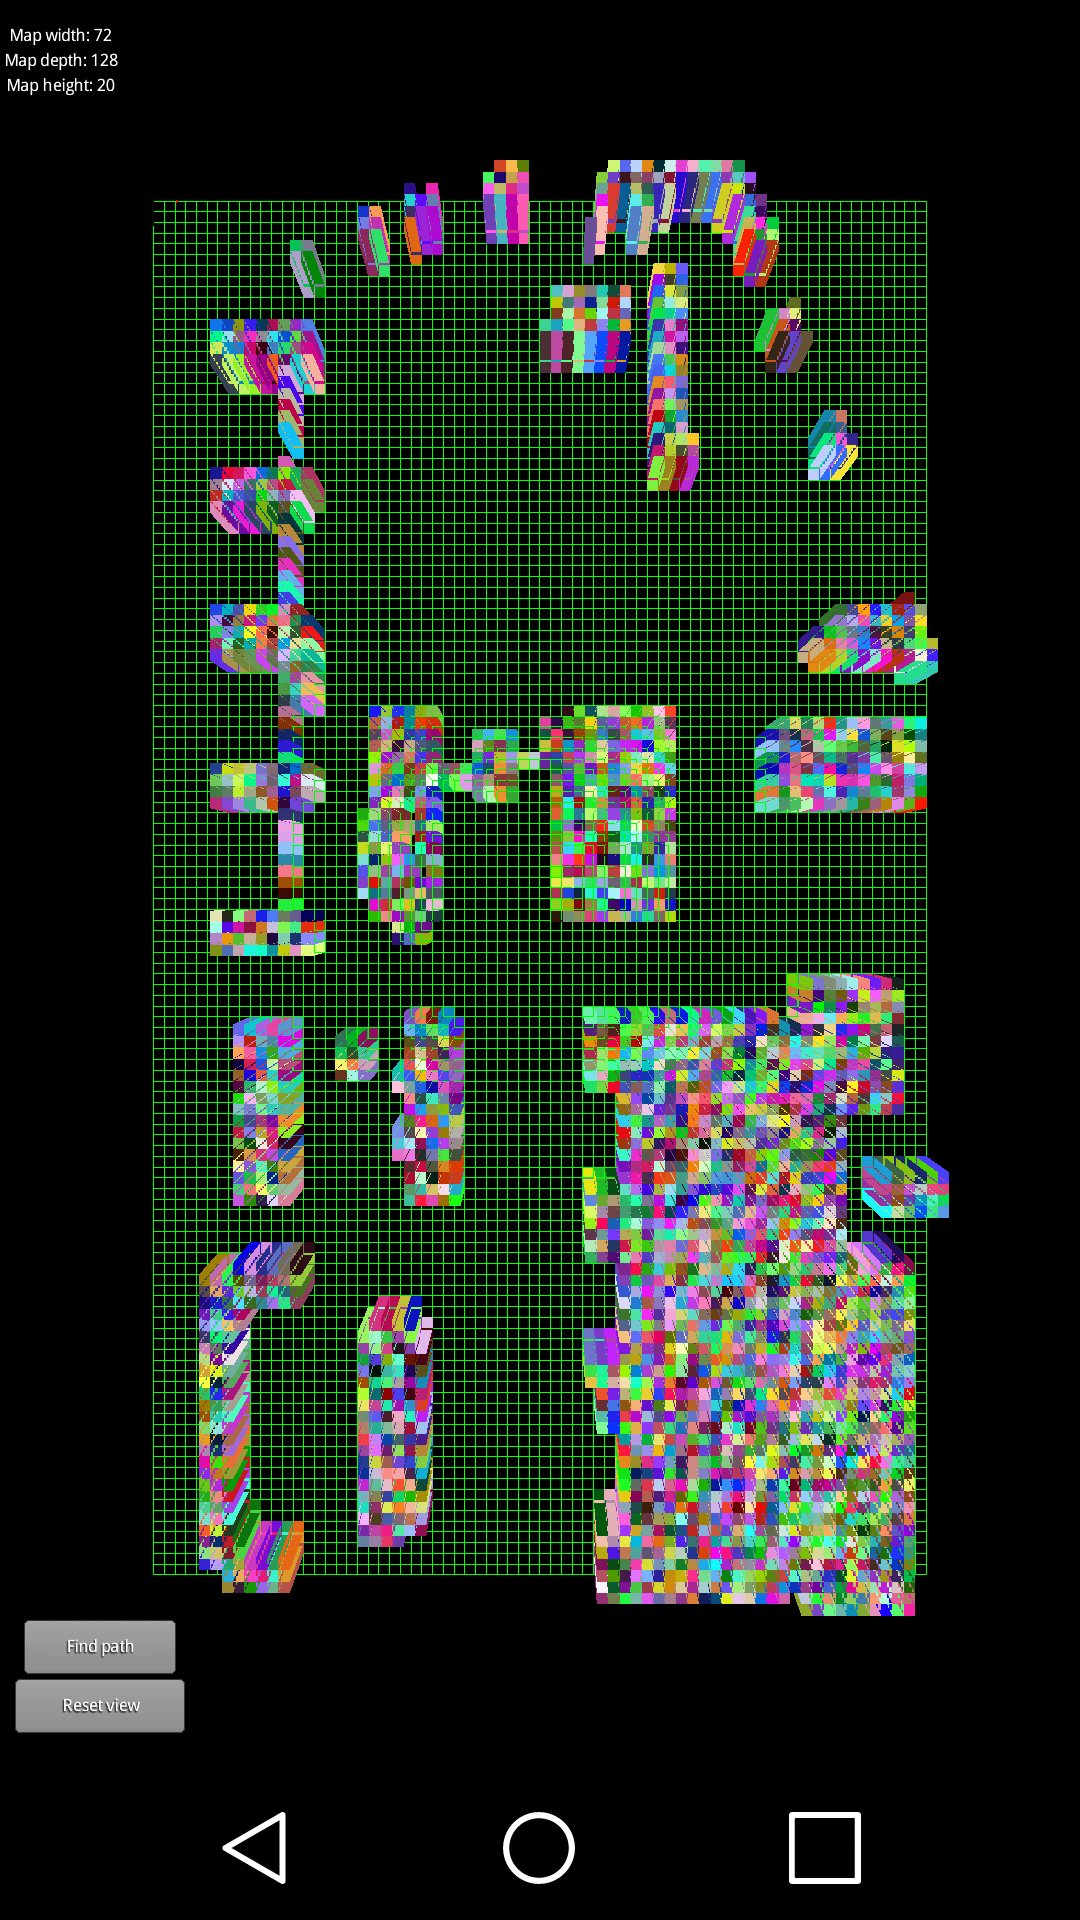 Map width: 72
Map depth: 128
Map height: 20
Find path
Reset view